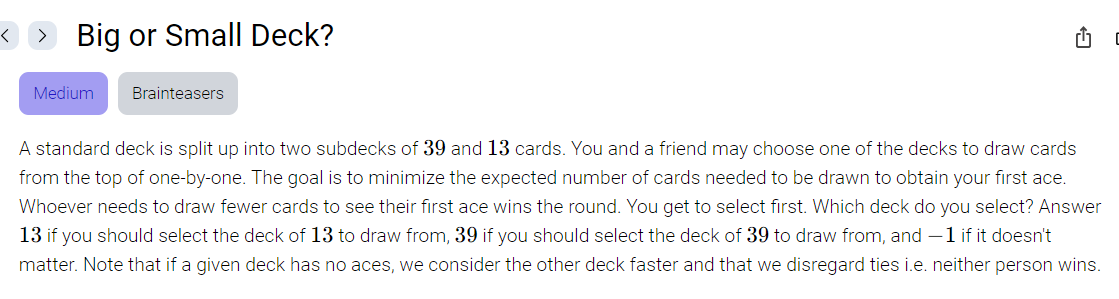 Big or Small Deck?
Medium Brainteasers
A standard deck is split up into two subdecks of 39 and 13 cards. You and a friend may choose one of the decks to draw cards
from the top of one-by-one. The goal is to minimize the expected number of cards needed to be drawn to obtain your first ace.
Whoever needs to draw fewer cards to see their first ace wins the round. You get to select first. Which deck do you select? Answer
13 if you should select the deck of 13 to draw from, 39 if you should select the deck of 39 to draw from, and −1 if it doesn't
matter. Note that if a given deck has no aces, we consider the other deck faster and that we disregard ties i.e. neither person wins.